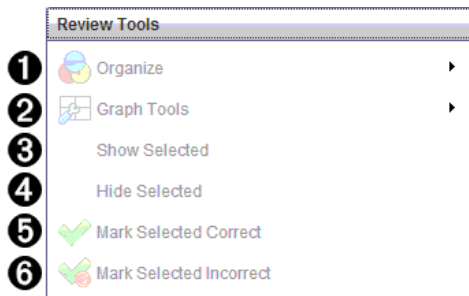 Review Tools
1 Organize
2 Graph Tools
3 Show Selected
4 Hide Selected
5 Mark Selected Correct
6 Mark Selected Incorrect